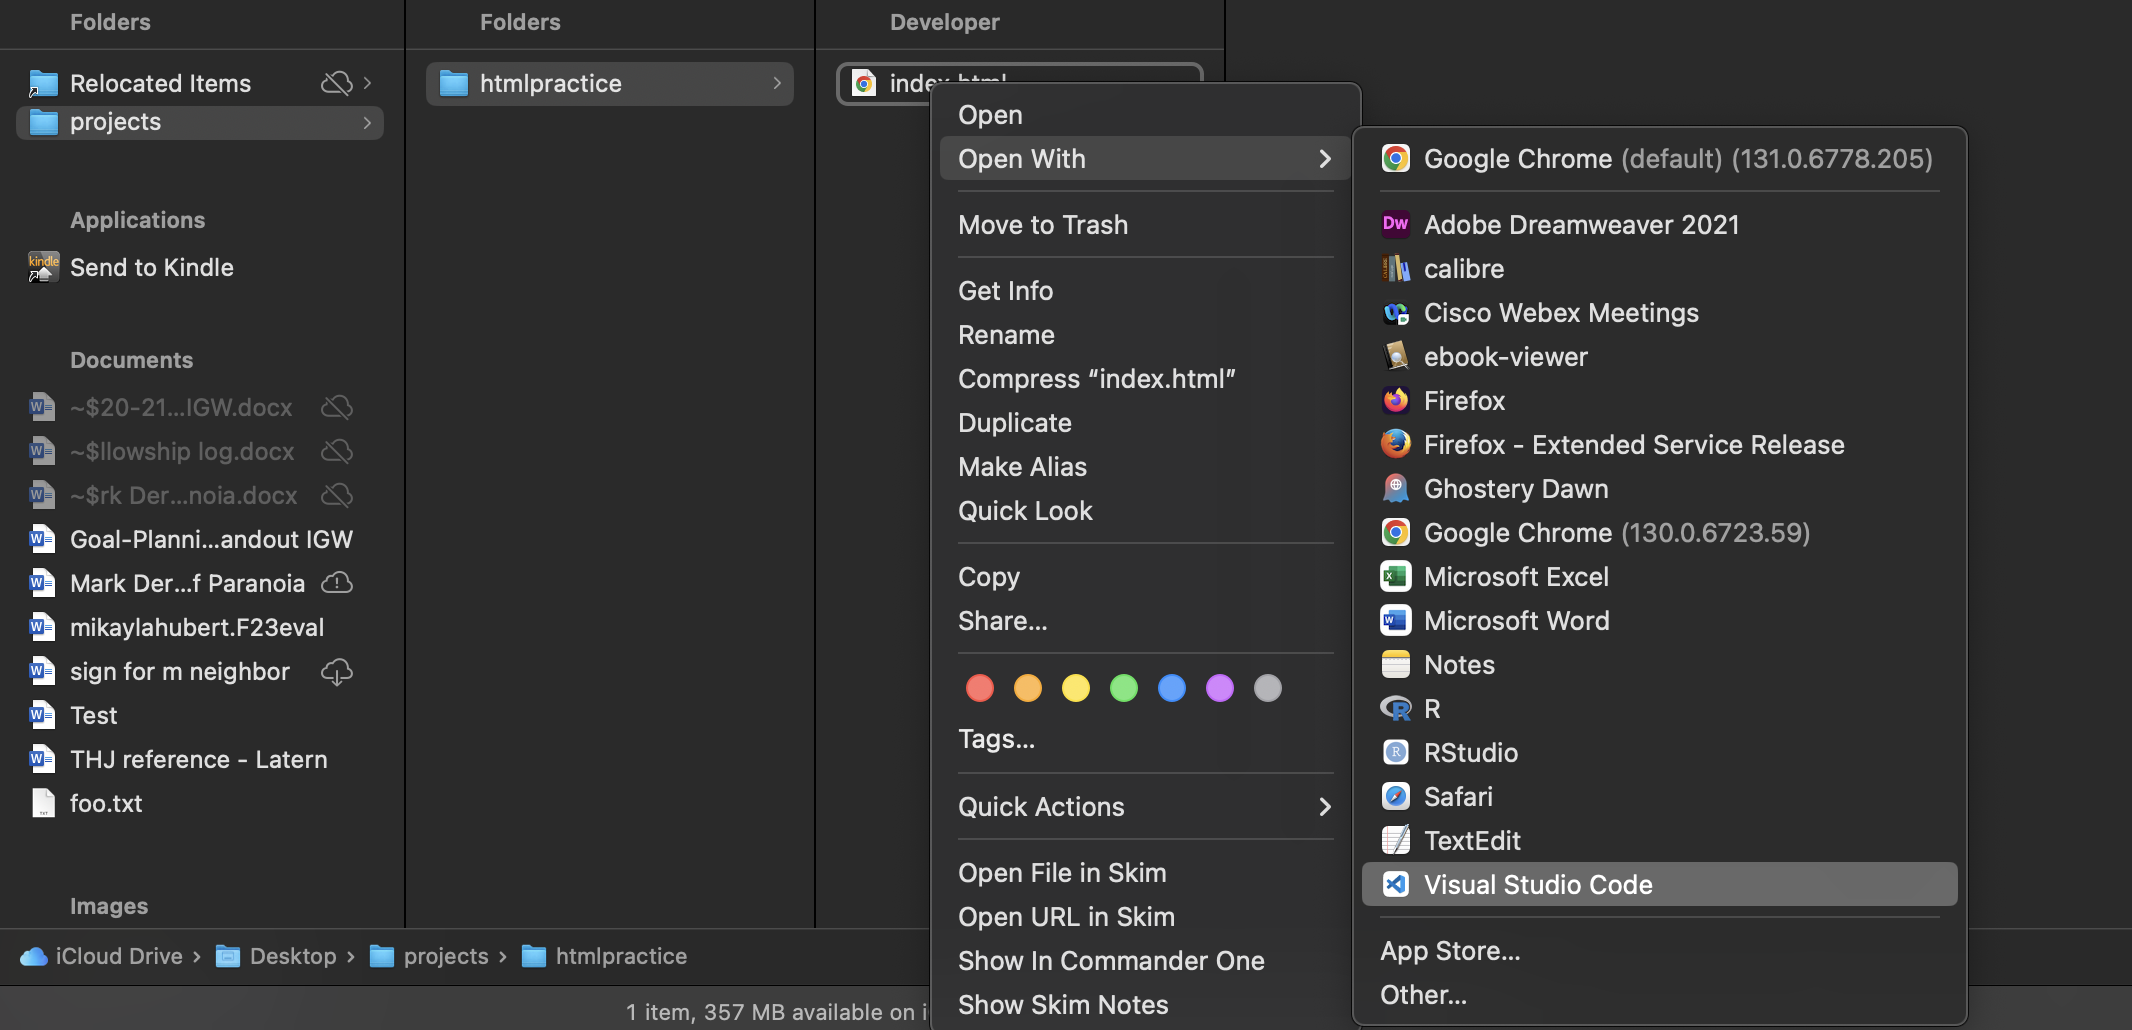 Folders
Relocated Items
projects
Applications
kindle
Send to Kindle
Documents
~$20-21...IGW.docx
~$llowship log.docx
~$rk Der...noia.docx
Goal-Planni...andout IGW
Mark Der...f Paranoia
mikaylahubert.F23eval
sign for m neighbor
Test
THJ reference - Latern
foo.txt
Images
Folders
htmlpractice
Developer
index.html
Open
Open With
Move to Trash
Get Info
Rename
Compress “index.html”
Duplicate
Make Alias
Quick Look
Copy
Share...
Tags...
Quick Actions
Open File in Skim
Open URL in Skim
Show In Commander One
Show Skim Notes
Google Chrome (default) (131.0.6778.205)
Dw Adobe Dreamweaver 2021
calibre
Cisco Webex Meetings
ebook-viewer
Firefox
Firefox - Extended Service Release
Ghostery Dawn
Google Chrome (130.0.6723.59)
Microsoft Excel
Microsoft Word
Notes
R
RStudio
Safari
TextEdit
Visual Studio Code
App Store...
Other...
iCloud Drive › Desktop › projects › htmlpractice
1 item, 357 MB available on i